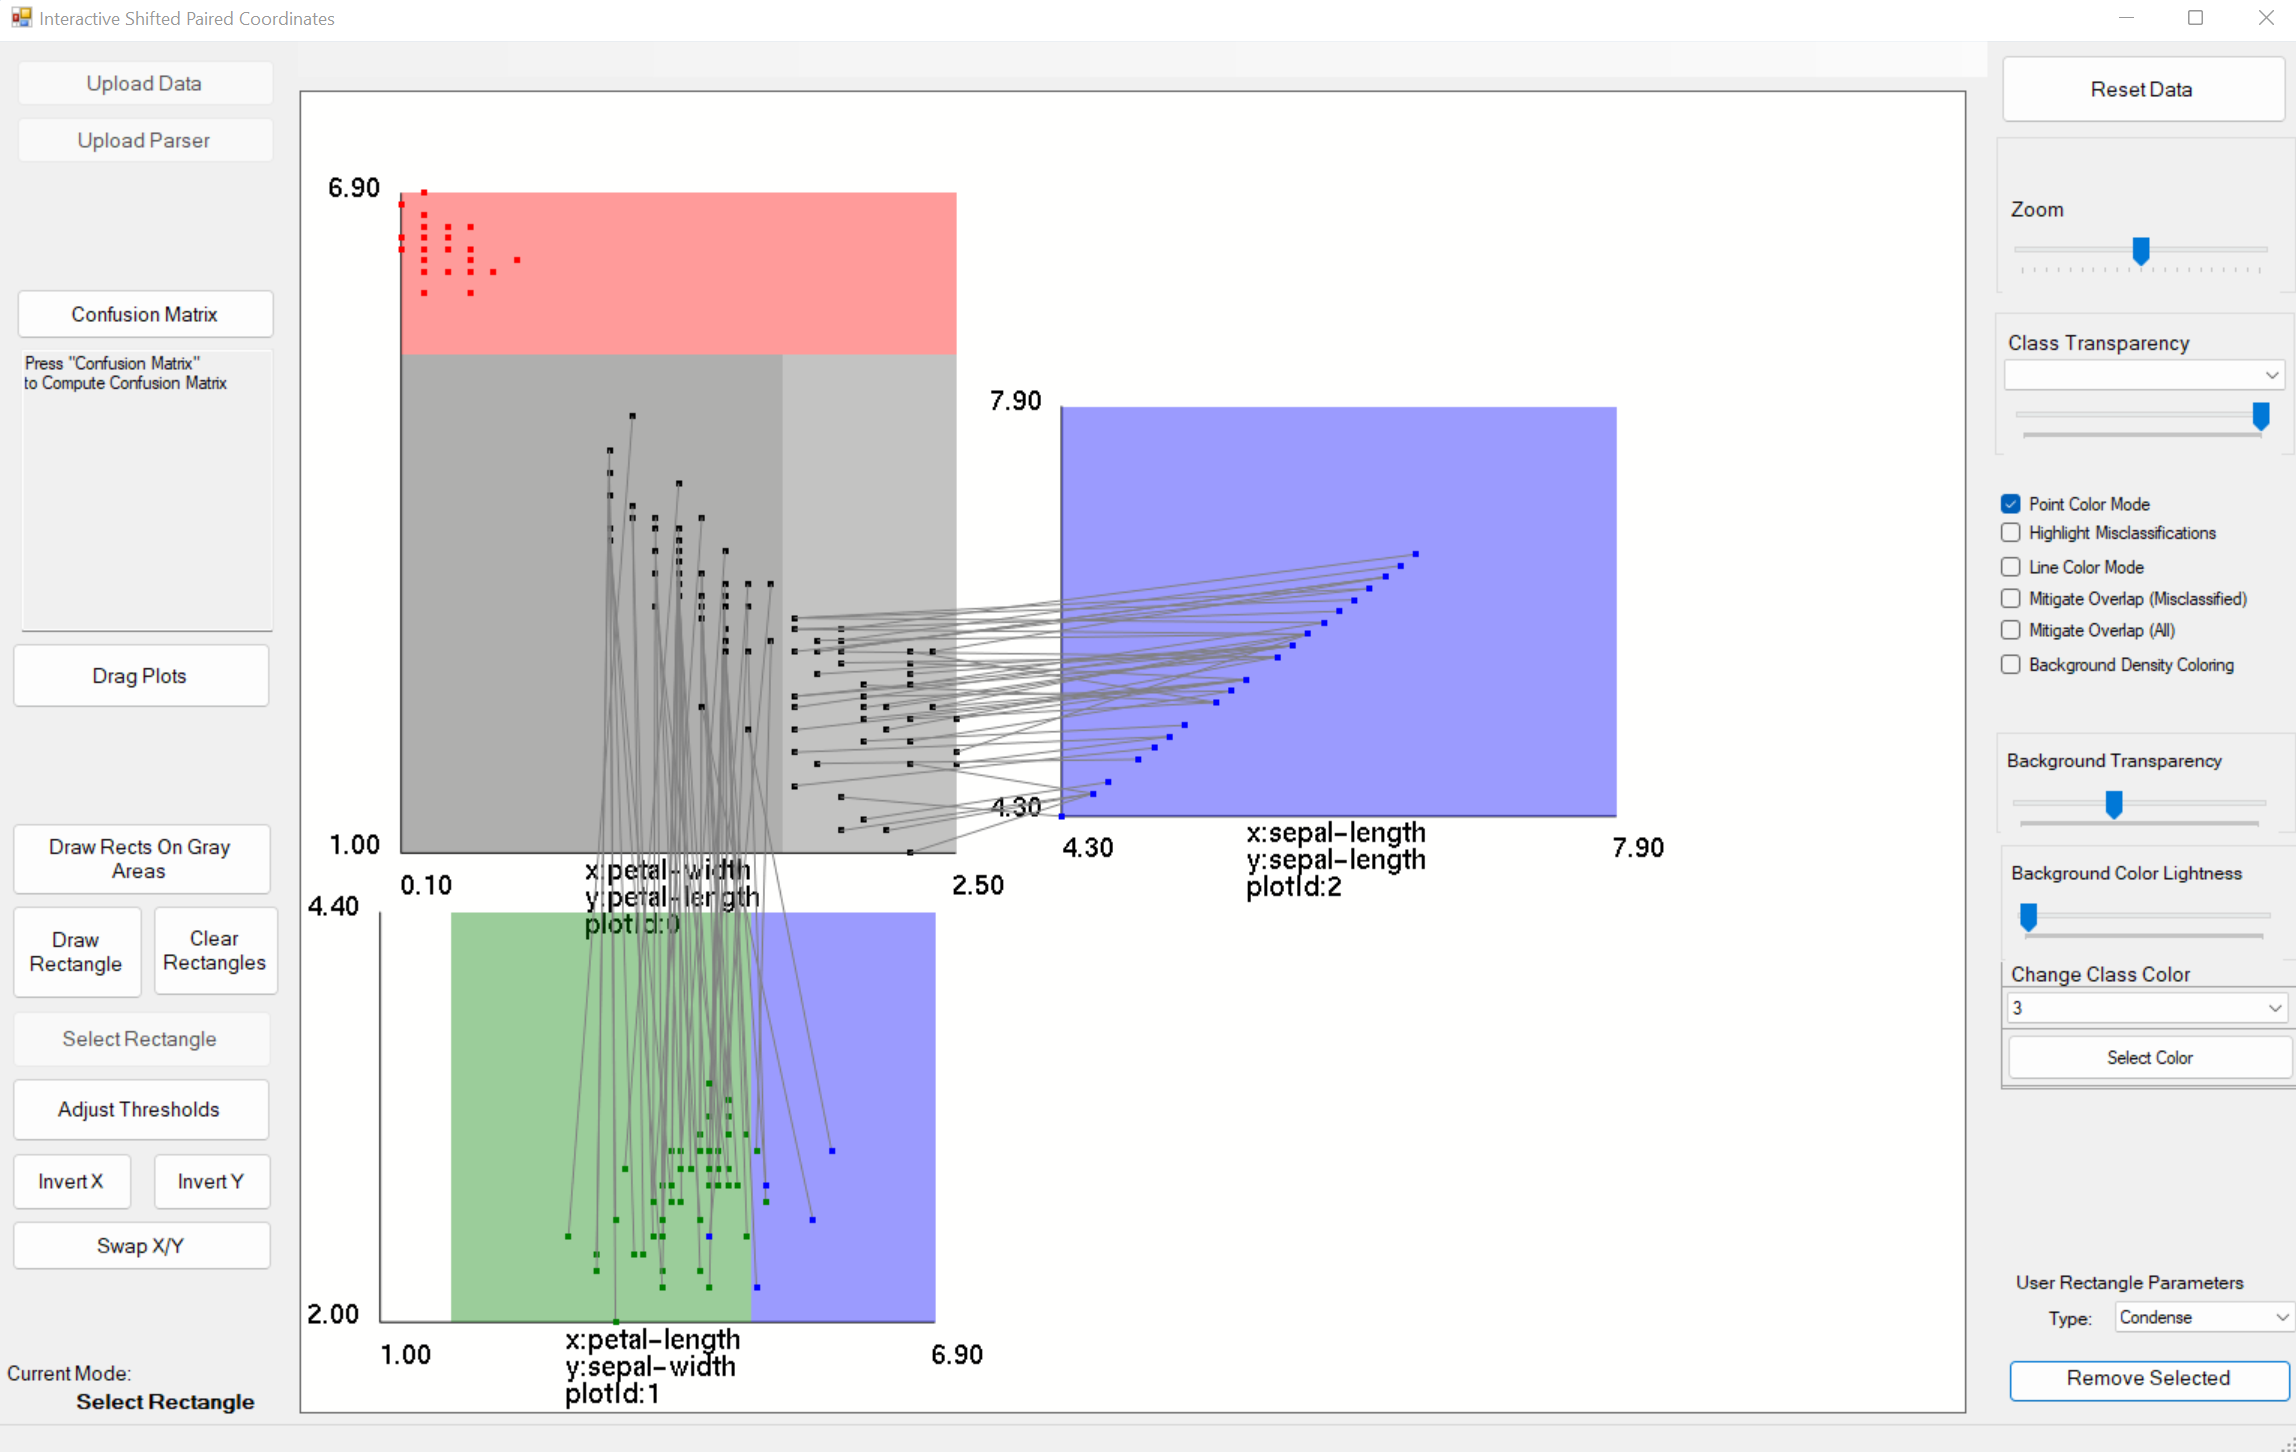 Interactive Shifted Paired Coordinates
Upload Data
Upload Parser
Confusion Matrix
Press "Confusion Matrix"
to Compute Confusion Matrix
Drag Plots
Draw Rects On Gray
Areas
Draw
Rectangle
Clear
Rectangles
Select Rectangle
Adjust Thresholds
Invert X
Invert Y
Swap X/Y
Current Mode:
Select Rectangle
6.90
1.00
0.10
x:petal-width
y:petal-length
plotId:0
2.50
7.90
4.30
4.30
x:sepal-length
y:sepal-length
plotId:2
7.90
4.40
2.00
1.00
x:petal-length
y:sepal-width
plotId:1
6.90
Reset Data
Zoom
Class Transparency
Point Color Mode
Highlight Misclassifications
Line Color Mode
Mitigate Overlap (Misclassified)
Mitigate Overlap (All)
Background Density Coloring
Background Transparency
Background Color Lightness
Change Class Color
3
Select Color
User Rectangle Parameters
Type:
Condense
Remove Selected